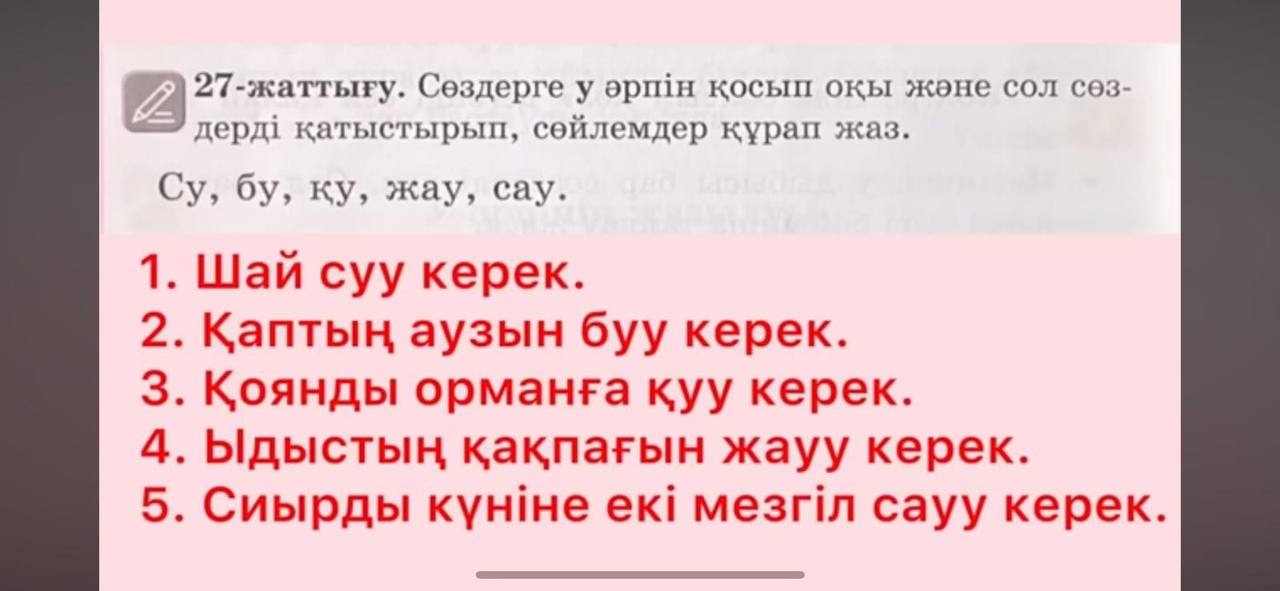 27-жаттығу. Сөздерге у әрпін қосып оқы және сол сөз-
дерді қатыстырып, сөйлемдер құрап жаз.
Су, бу, қу, жау, сау.
1. Шай суу керек.
2. Қаптың аузын буу керек.
3. Қоянды орманға қуу керек.
4. Ыдыстың қақпағын жауу керек.
5. Сиырды күніне екі мезгіл сауу керек.